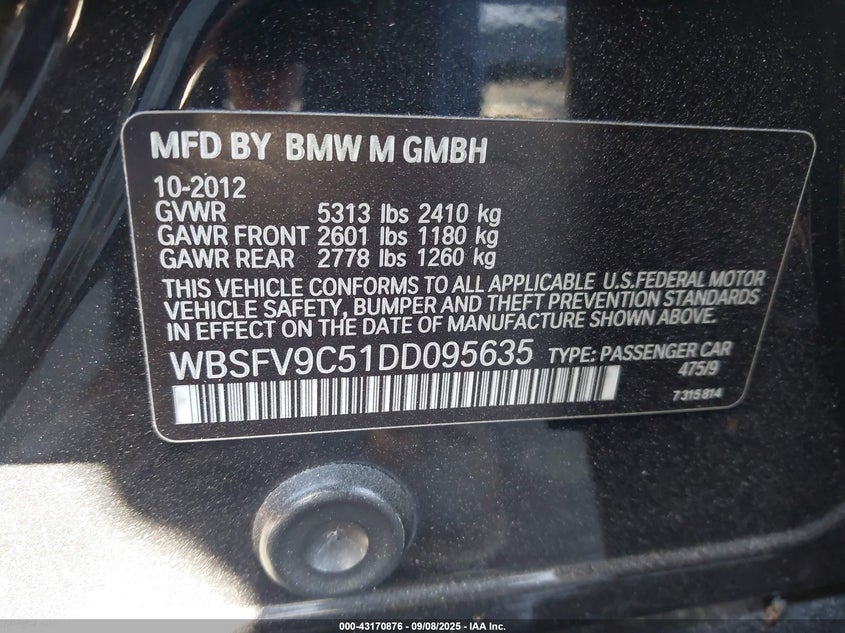 MFD BY BMW M GMBH
10-2012
GVWR 5313 lbs 2410 kg
GAWR FRONT 2601 lbs 1180 kg
GAWR REAR 2778 lbs 1260 kg
THIS VEHICLE CONFORMS TO ALL APPLICABLE U.S.FEDERAL MOTOR
VEHICLE SAFETY, BUMPER AND THEFT PREVENTION STANDARDS
IN EFFECT ON THE DATE OF MANUFACTURE SHOWN ABOVE.
WBSFV9C51DD095635 TYPE: PASSENGER CAR
475/9
7 315 814
000-43170876 - 09/08/2025 - IAA Inc.